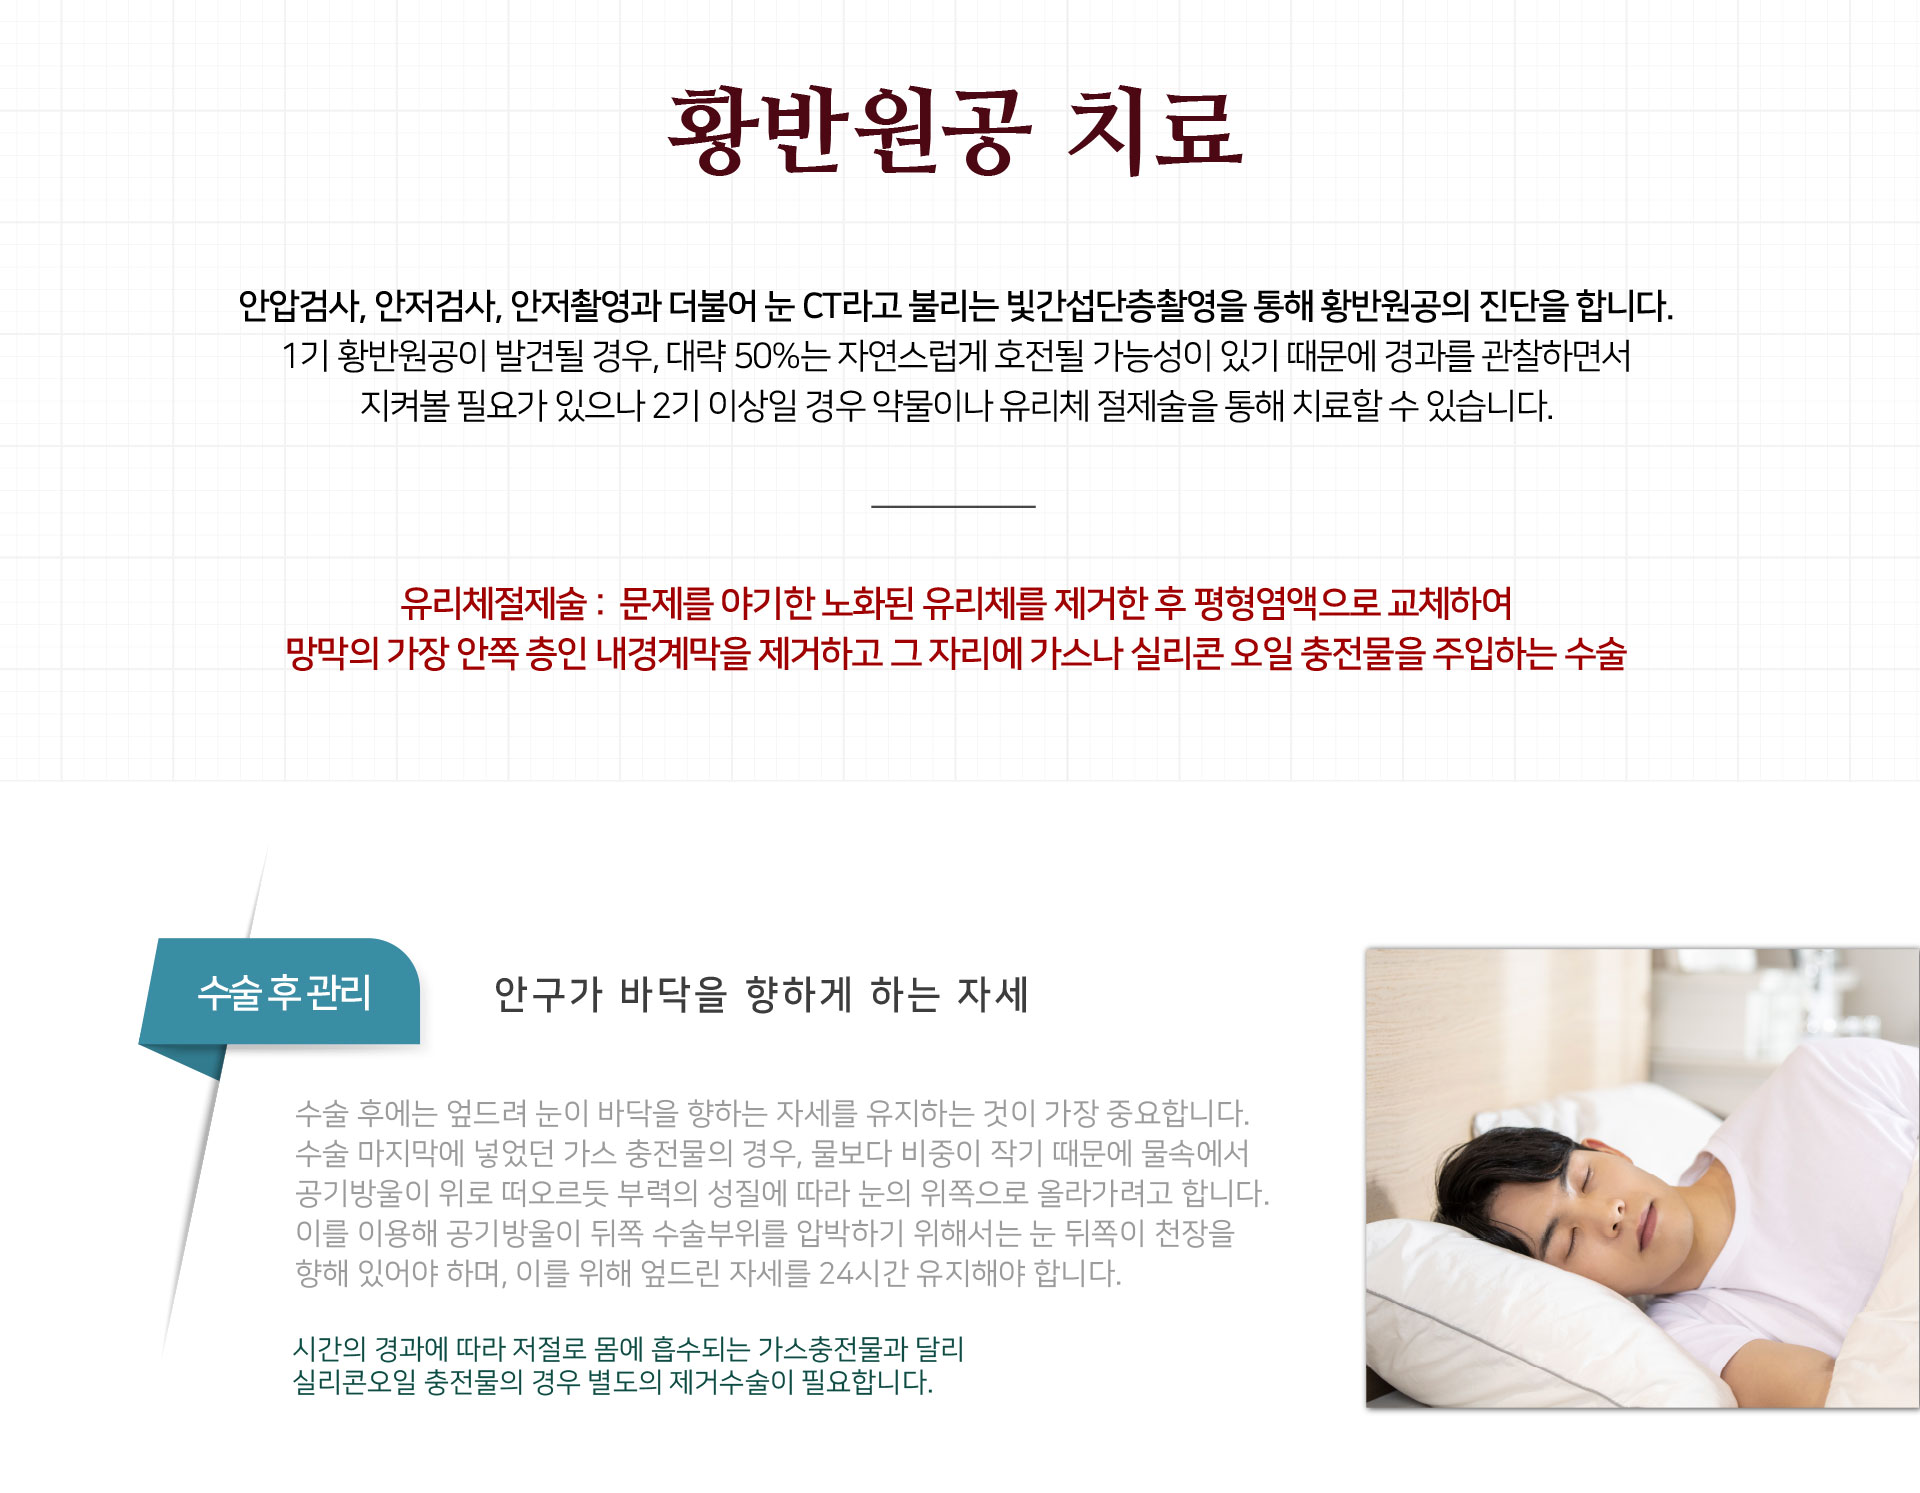 황반원공 치료
안압검사, 안저검사, 안저촬영과 더불어 눈 CT라고 불리는 빛간섭단층촬영을 통해 황반원공의 진단을 합니다.
1기 황반원공이 발견될 경우, 대략 50%는 자연스럽게 호전될 가능성이 있기 때문에 경과를 관찰하면서
지켜볼 필요가 있으나 2기 이상일 경우 약물이나 유리체 절제술을 통해 치료할 수 있습니다.
유리체절제술 : 문제를 야기한 노화된 유리체를 제거한 후 평형염액으로 교체하여
망막의 가장 안쪽 층인 내경계막을 제거하고 그 자리에 가스나 실리콘 오일 충전물을 주입하는 수술
수술 후 관리
안구가 바닥을 향하게 하는 자세
수술 후에는 엎드려 눈이 바닥을 향하는 자세를 유지하는 것이 가장 중요합니다.
수술 마지막에 넣었던 가스 충전물의 경우, 물보다 비중이 작기 때문에 물속에서
공기방울이 위로 떠오르듯 부력의 성질에 따라 눈의 위쪽으로 올라가려고 합니다.
이를 이용해 공기방울이 뒤쪽 수술부위를 압박하기 위해서는 눈 뒤쪽이 천장을
향해 있어야 하며, 이를 위해 엎드린 자세를 24시간 유지해야 합니다.
시간의 경과에 따라 저절로 몸에 흡수되는 가스충전물과 달리
실리콘오일 충전물의 경우 별도의 제거수술이 필요합니다.